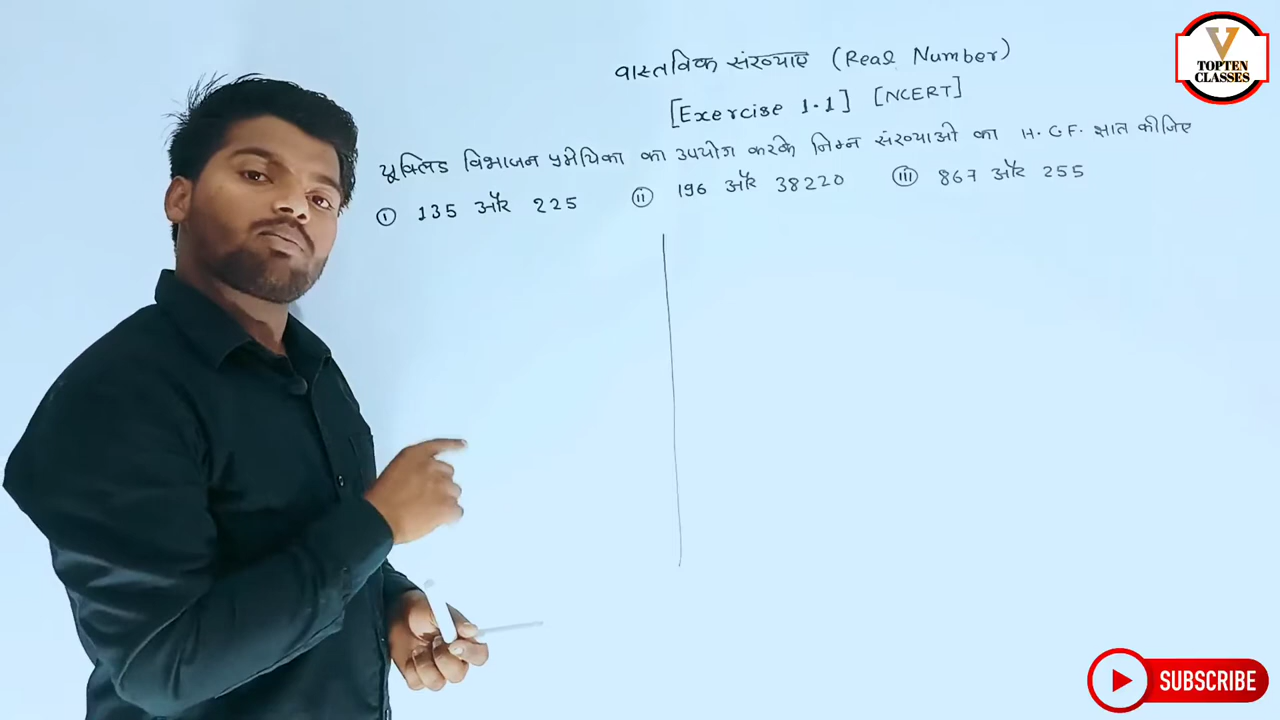 वास्तविक संख्याए (Real Number)
[Exercise 1.1] [NCERT]
यूक्लिड विभाजन प्रमेयिका का उपयोग करके निम्न संख्याओ का H.C.F. ज्ञात कीजिए
(i) 135 और 225 (ii) 196 और 38220 (iii) 867 और 255
V
TOPTEN
CLASSES
SUBSCRIBE